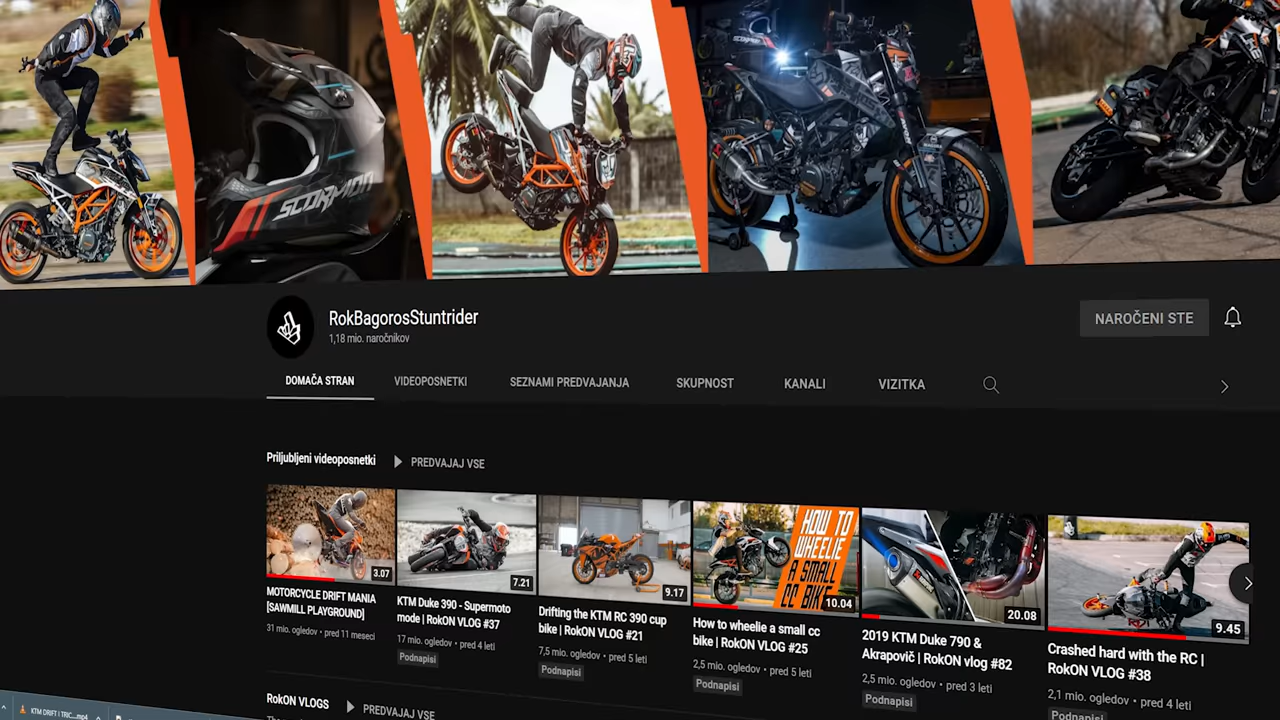 SCORPION
RokBagorosStuntrider
1,18 mio. naročnikov
NAROČENI STE
DOMAČA STRAN
VIDEOPOSNETKI
SEZNAMI PREDVAJANJA
SKUPNOST
KANALI
VIZITKA
Priljubljeni videoposnetki
PREDVAJAJ VSE
3.07
MOTORCYCLE DRIFT MANIA
[SAWMILL PLAYGROUND]
31 mio. ogledov • pred 11 meseci
7.21
KTM Duke 390 - Supermoto
mode | RokON VLOG #37
17 mio. ogledov • pred 4 leti
Podnapisi
9.17
Drifting the KTM RC 390 cup
bike | RokON VLOG #21
7,5 mio. ogledov • pred 5 leti
Podnapisi
HOW TO
WHEELIE
A SMALL
CC BIKE
10.04
How to wheelie a small cc
bike | RokON VLOG #25
2,5 mio. ogledov • pred 5 leti
Podnapisi
20.08
2019 KTM Duke 790 &
Akrapovič | RokON vlog #82
2,5 mio. ogledov • pred 3 leti
Podnapisi
9.45
Crashed hard with the RC |
RokON VLOG #38
2,1 mio. ogledov • pred 4 leti
Podnapisi
RokON VLOGS
PREDVAJAJ VSE
KTM DRIFT I TRIC....mp4